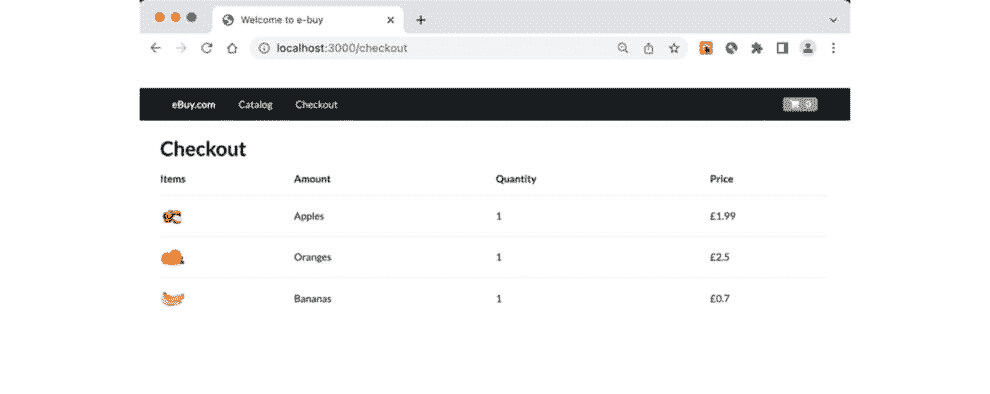 Welcome to e-buy
localhost:3000/checkout
eBuy.com Catalog Checkout 0
Checkout
Items Amount Quantity Price
Apples 1 £1.99
Oranges 1 £2.5
Bananas 1 £0.7